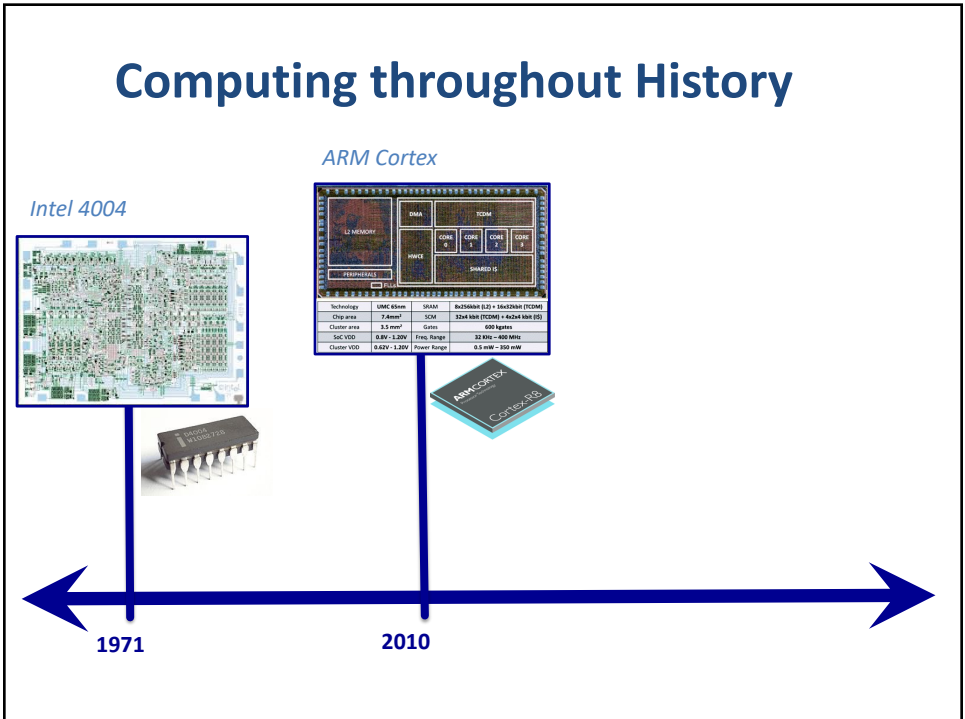 Computing throughout History
ARM Cortex
Intel 4004
L2 MEMORY
DMA
TCDM
CORE 0
CORE 1
CORE 2
CORE 3
HWCE
SHARED I$
PERIPHERALS
FLLs
Technology UMC 65nm SRAM 8x256kbit (L2) + 16x32kbit (TCDM)
Chip area 7.4mm² SCM 32x4 kbit (TCDM) + 4x2x4 kbit (I$)
Cluster area 3.5 mm² Gates 600 kgates
SoC VDD 0.8V - 1.20V Freq. Range 32 KHz – 400 MHz
Cluster VDD 0.62V - 1.20V Power Range 0.5 mW – 350 mW
ARMCORTEX
Cortex-R8
1971
2010